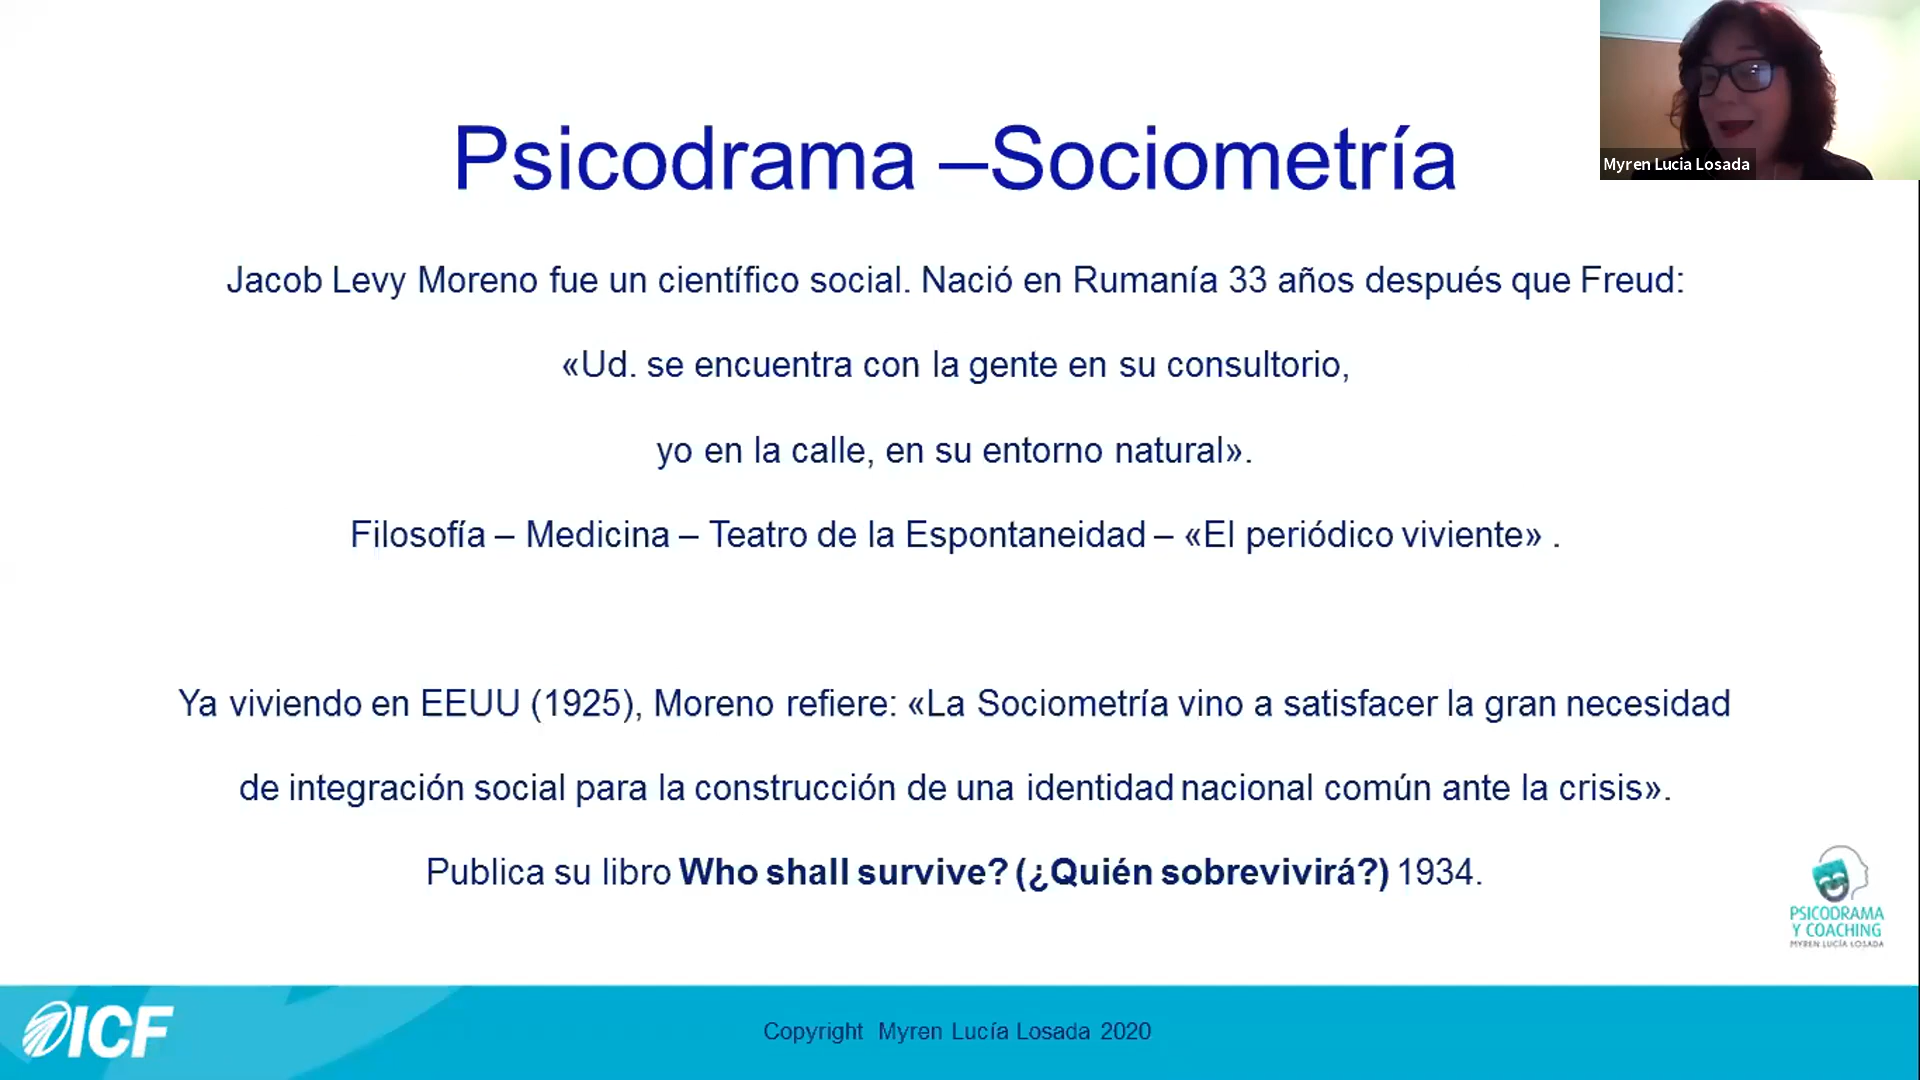 Psicodrama –Sociometría
Myren Lucia Losada
Jacob Levy Moreno fue un científico social. Nació en Rumanía 33 años después que Freud:
«Ud. se encuentra con la gente en su consultorio,
yo en la calle, en su entorno natural».
Filosofía – Medicina – Teatro de la Espontaneidad – «El periódico viviente» .
Ya viviendo en EEUU (1925), Moreno refiere: «La Sociometría vino a satisfacer la gran necesidad
de integración social para la construcción de una identidad nacional común ante la crisis».
Publica su libro Who shall survive? (¿Quién sobrevivirá?) 1934.
PSICODRAMA
Y COACHING
MYREN LUCÍA LOSADA
ICF
Copyright Myren Lucía Losada 2020